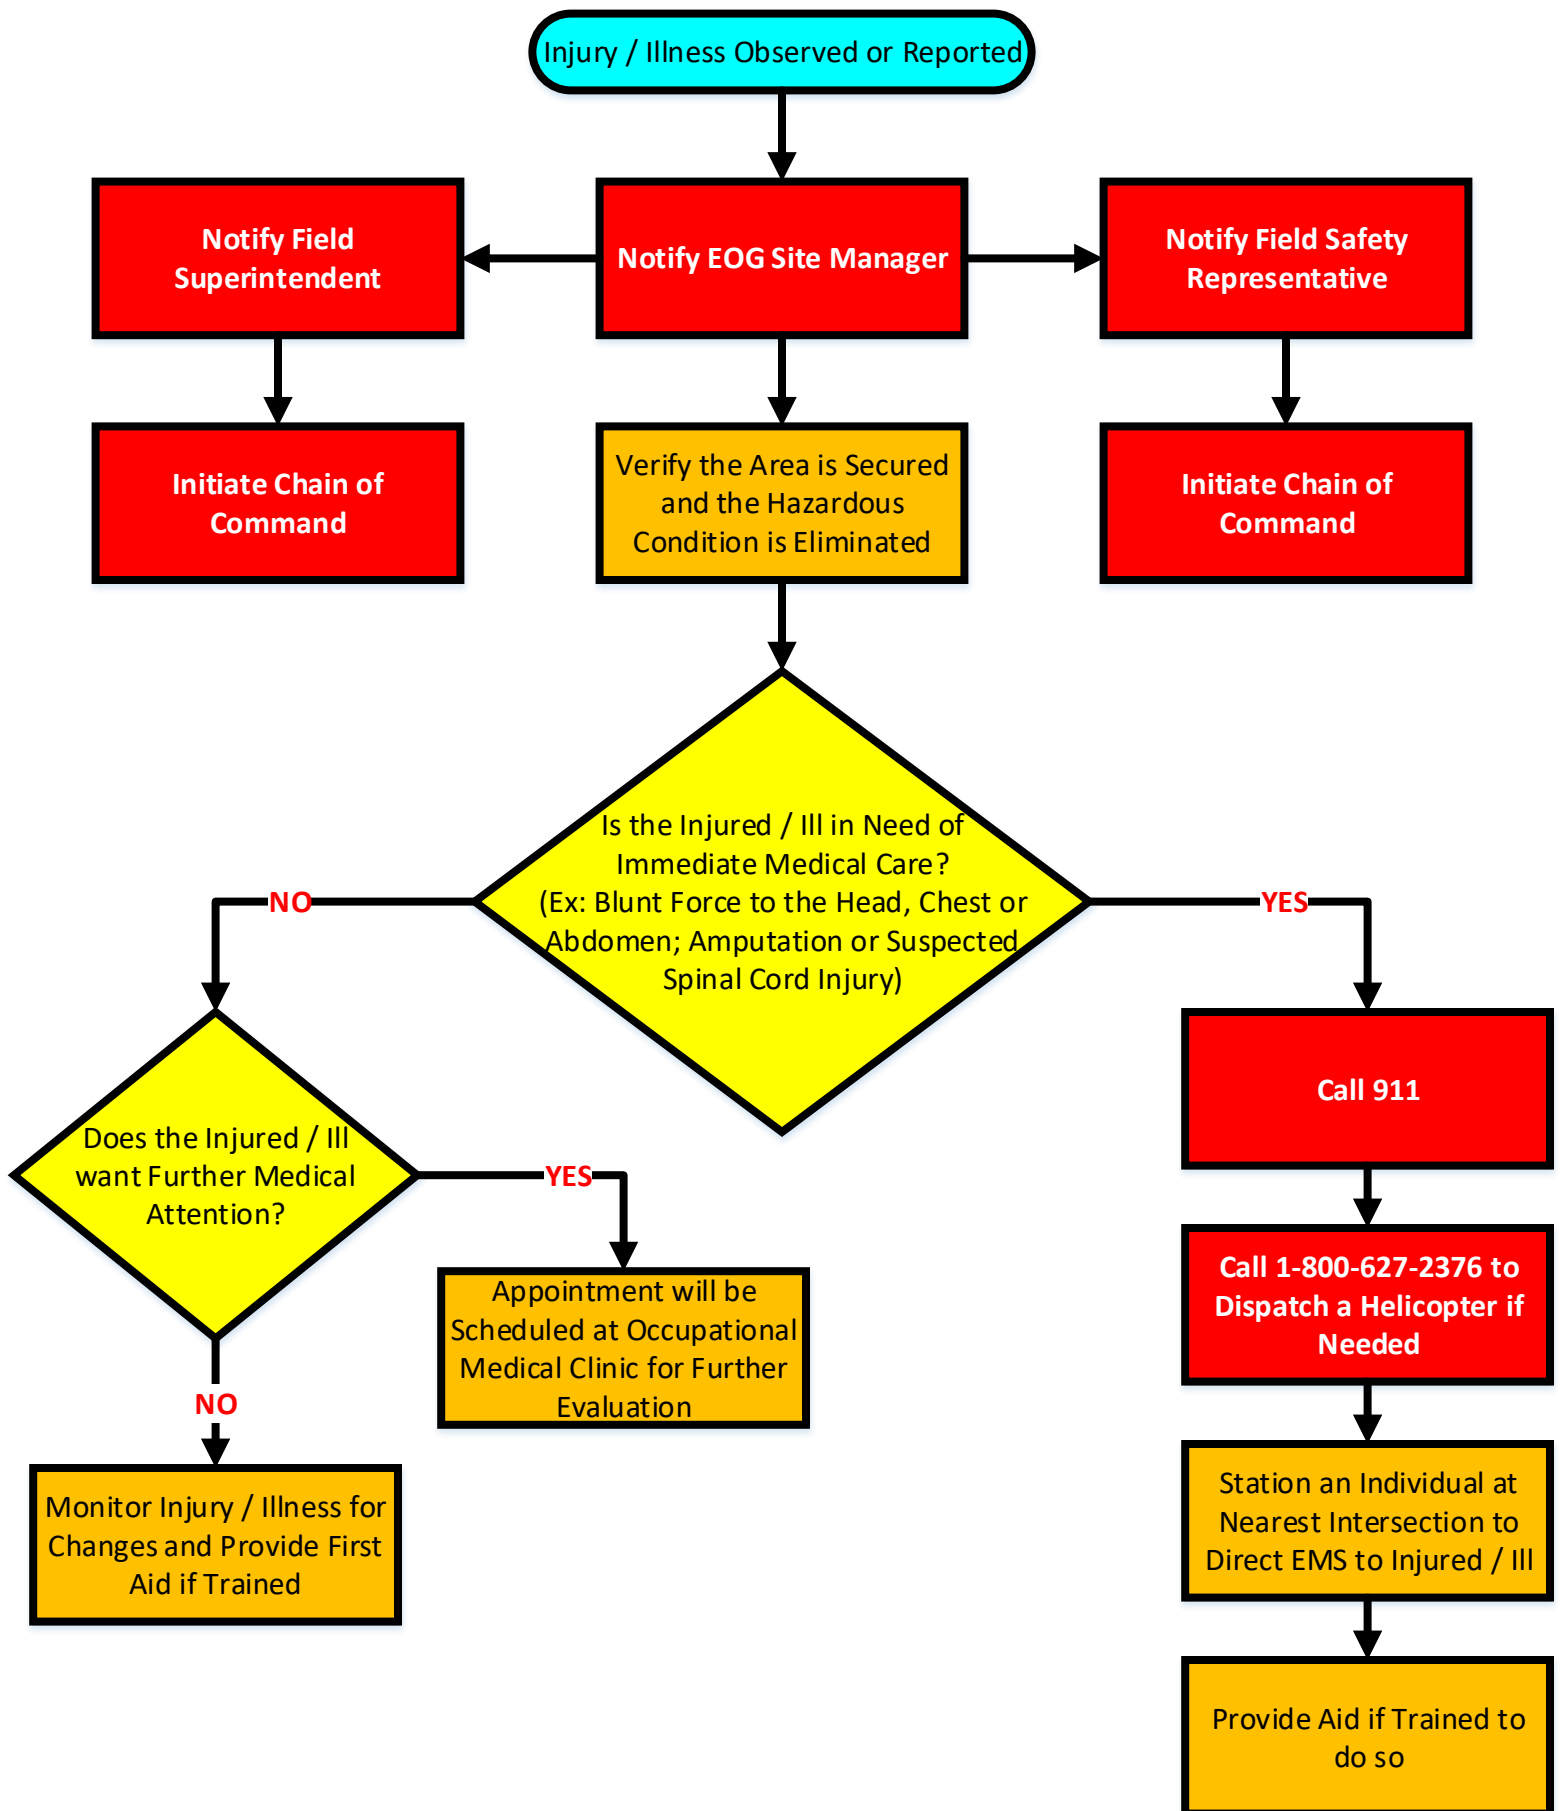 Injury / Illness Observed or Reported
Notify Field
Superintendent
Notify EOG Site Manager
Notify Field Safety
Representative
Initiate Chain of
Command
Verify the Area is Secured
and the Hazardous
Condition is Eliminated
Initiate Chain of
Command
Is the Injured / Ill in Need of
Immediate Medical Care?
(Ex: Blunt Force to the Head, Chest or
Abdomen; Amputation or Suspected
Spinal Cord Injury)
NO
YES
Call 911
Does the Injured / Ill
want Further Medical
Attention?
YES
Appointment will be
Scheduled at Occupational
Medical Clinic for Further
Evaluation
Call 1-800-627-2376 to
Dispatch a Helicopter if
Needed
NO
Monitor Injury / Illness for
Changes and Provide First
Aid if Trained
Station an Individual at
Nearest Intersection to
Direct EMS to Injured / Ill
Provide Aid if Trained to
do so